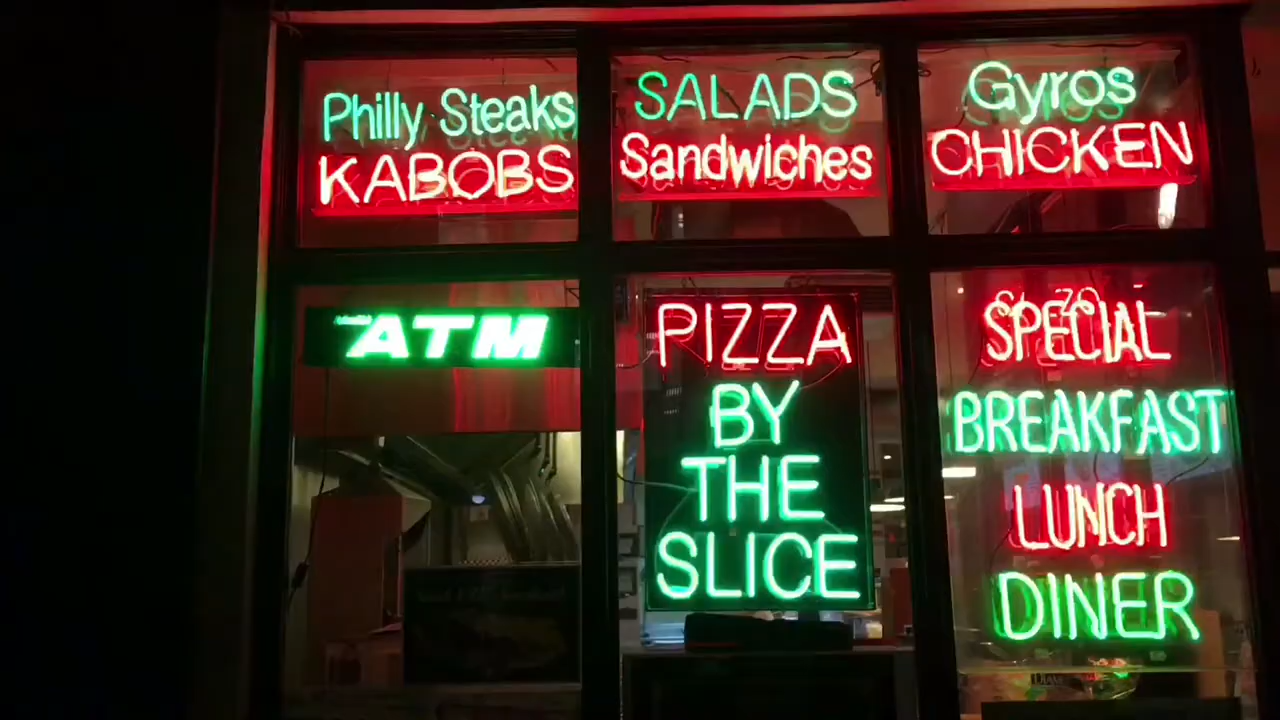 Philly Steaks
KABOBS
SALADS
Sandwiches
Gyros
CHICKEN
ATM
PIZZA
BY
THE
SLICE
SPECIAL
BREAKFAST
LUNCH
DINER